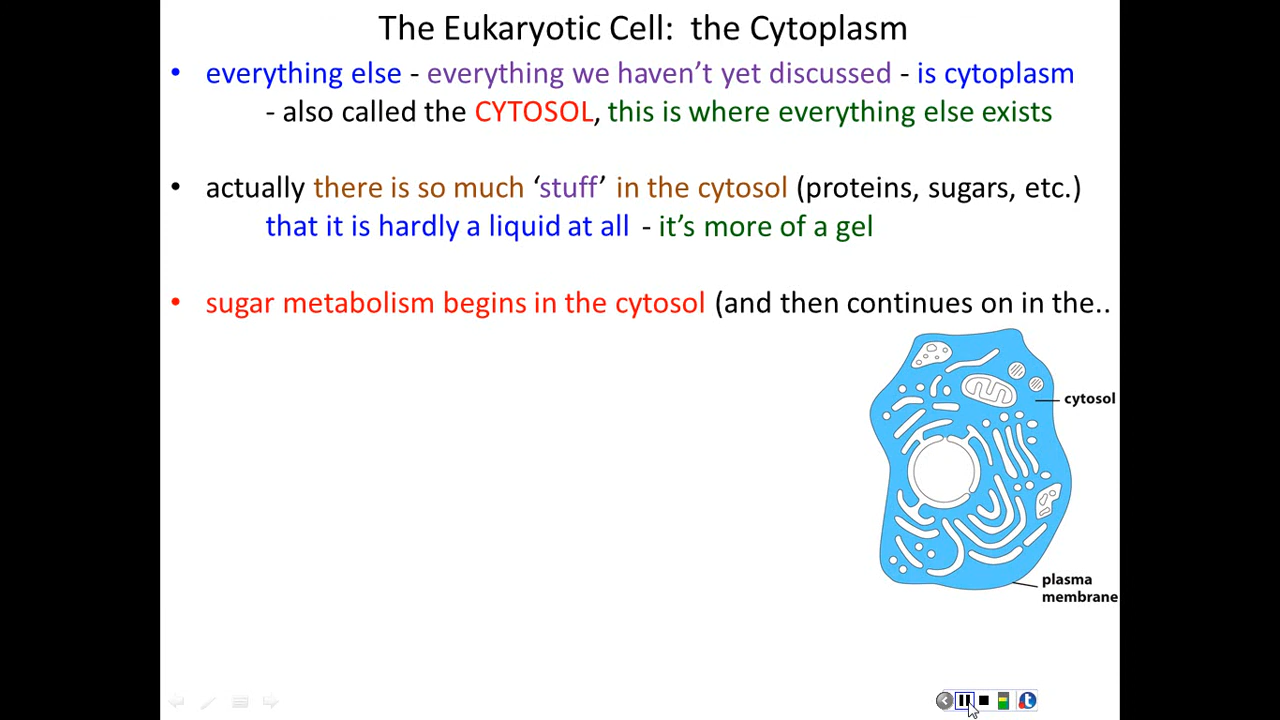 The Eukaryotic Cell:  the Cytoplasm
• everything else - everything we haven’t yet discussed - is cytoplasm
- also called the CYTOSOL, this is where everything else exists
• actually there is so much ‘stuff’ in the cytosol (proteins, sugars, etc.)
that it is hardly a liquid at all  - it’s more of a gel
• sugar metabolism begins in the cytosol (and then continues on in the..
cytosol
plasma
membrane